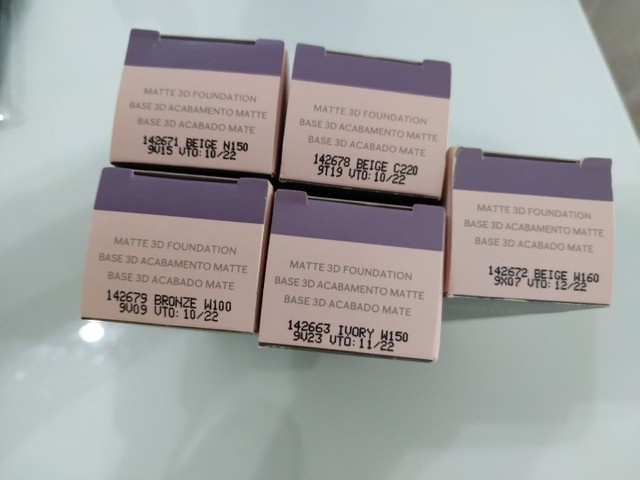 MATTE 3D FOUNDATION
BASE 3D ACABAMENTO MATTE
BASE 3D ACABADO MATE
142671 BEIGE N150
9V15 VTO: 10/22
MATTE 3D FOUNDATION
BASE 3D ACABAMENTO MATTE
BASE 3D ACABADO MATE
142678 BEIGE C220
9T19 VTO: 10/22
MATTE 3D FOUNDATION
BASE 3D ACABAMENTO MATTE
BASE 3D ACABADO MATE
142672 BEIGE W160
9X07 VTO: 12/22
MATTE 3D FOUNDATION
BASE 3D ACABAMENTO MATTE
BASE 3D ACABADO MATE
142679 BRONZE W100
9V09 VTO: 10/22
MATTE 3D FOUNDATION
BASE 3D ACABAMENTO MATTE
BASE 3D ACABADO MATE
142663 IVORY W150
9V23 VTO: 11/22